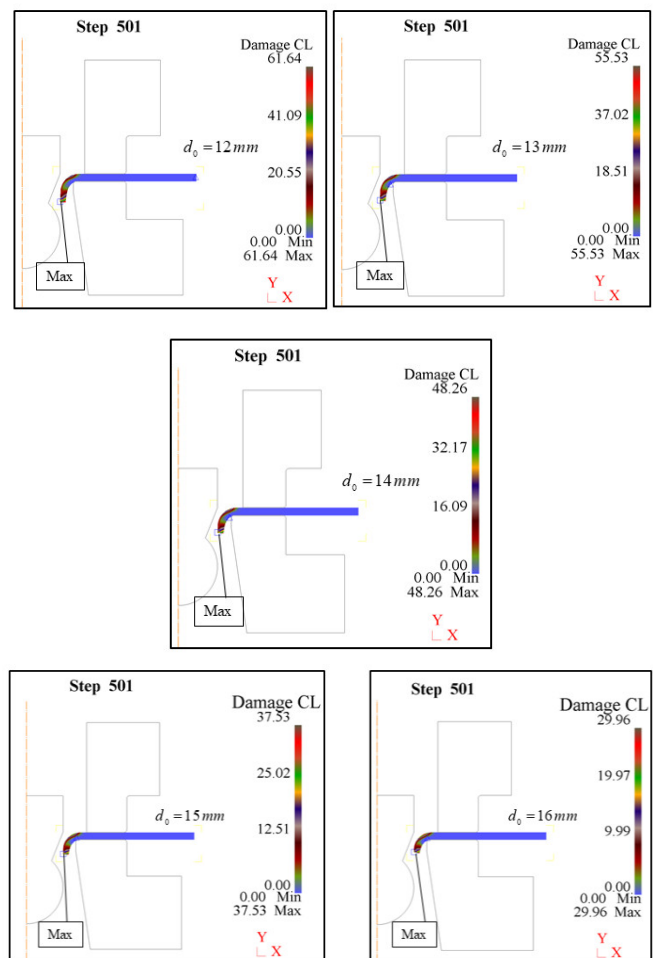 Step 501
Damage CL
61.64
41.09
d₀ = 12 mm
20.55
0.00
0.00 Min
61.64 Max
Max
Y
X
Step 501
Damage CL
55.53
37.02
d₀ = 13 mm
18.51
0.00
0.00 Min
55.53 Max
Max
Y
X
Step 501
Damage CL
48.26
32.17
d₀ = 14 mm
16.09
0.00
0.00 Min
48.26 Max
Max
Y
X
Step 501
Damage CL
37.53
25.02
d₀ = 15 mm
12.51
0.00
0.00 Min
37.53 Max
Max
Y
X
Step 501
Damage CL
29.96
19.97
d₀ = 16 mm
9.99
0.00
0.00 Min
29.96 Max
Max
Y
X